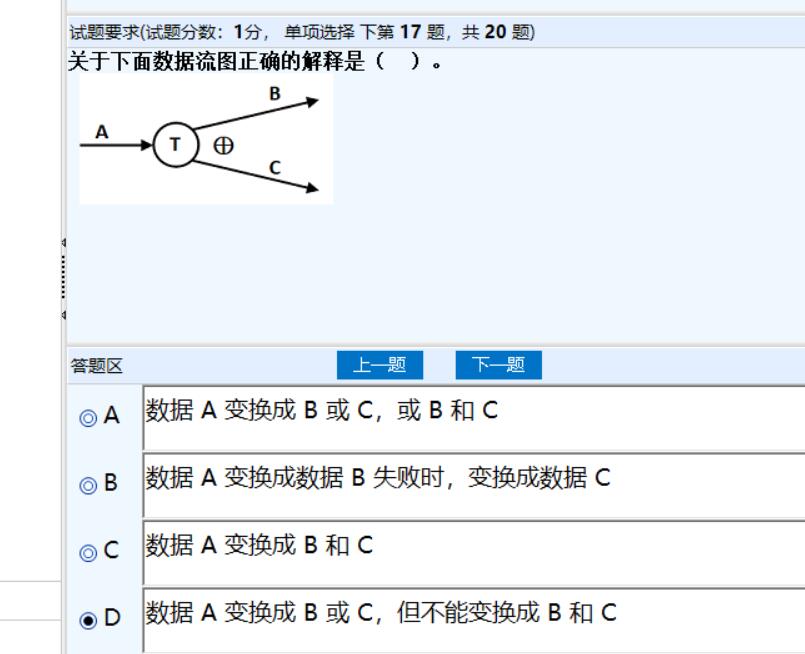 试题要求(试题分数：1分， 单项选择 下第 17 题，共 20 题)
关于下面数据流图正确的解释是（ ）。
B
A
T
⊕
C
答题区
上一题
下一题
A 数据 A 变换成 B 或 C，或 B 和 C
B 数据 A 变换成数据 B 失败时，变换成数据 C
C 数据 A 变换成 B 和 C
D 数据 A 变换成 B 或 C，但不能变换成 B 和 C